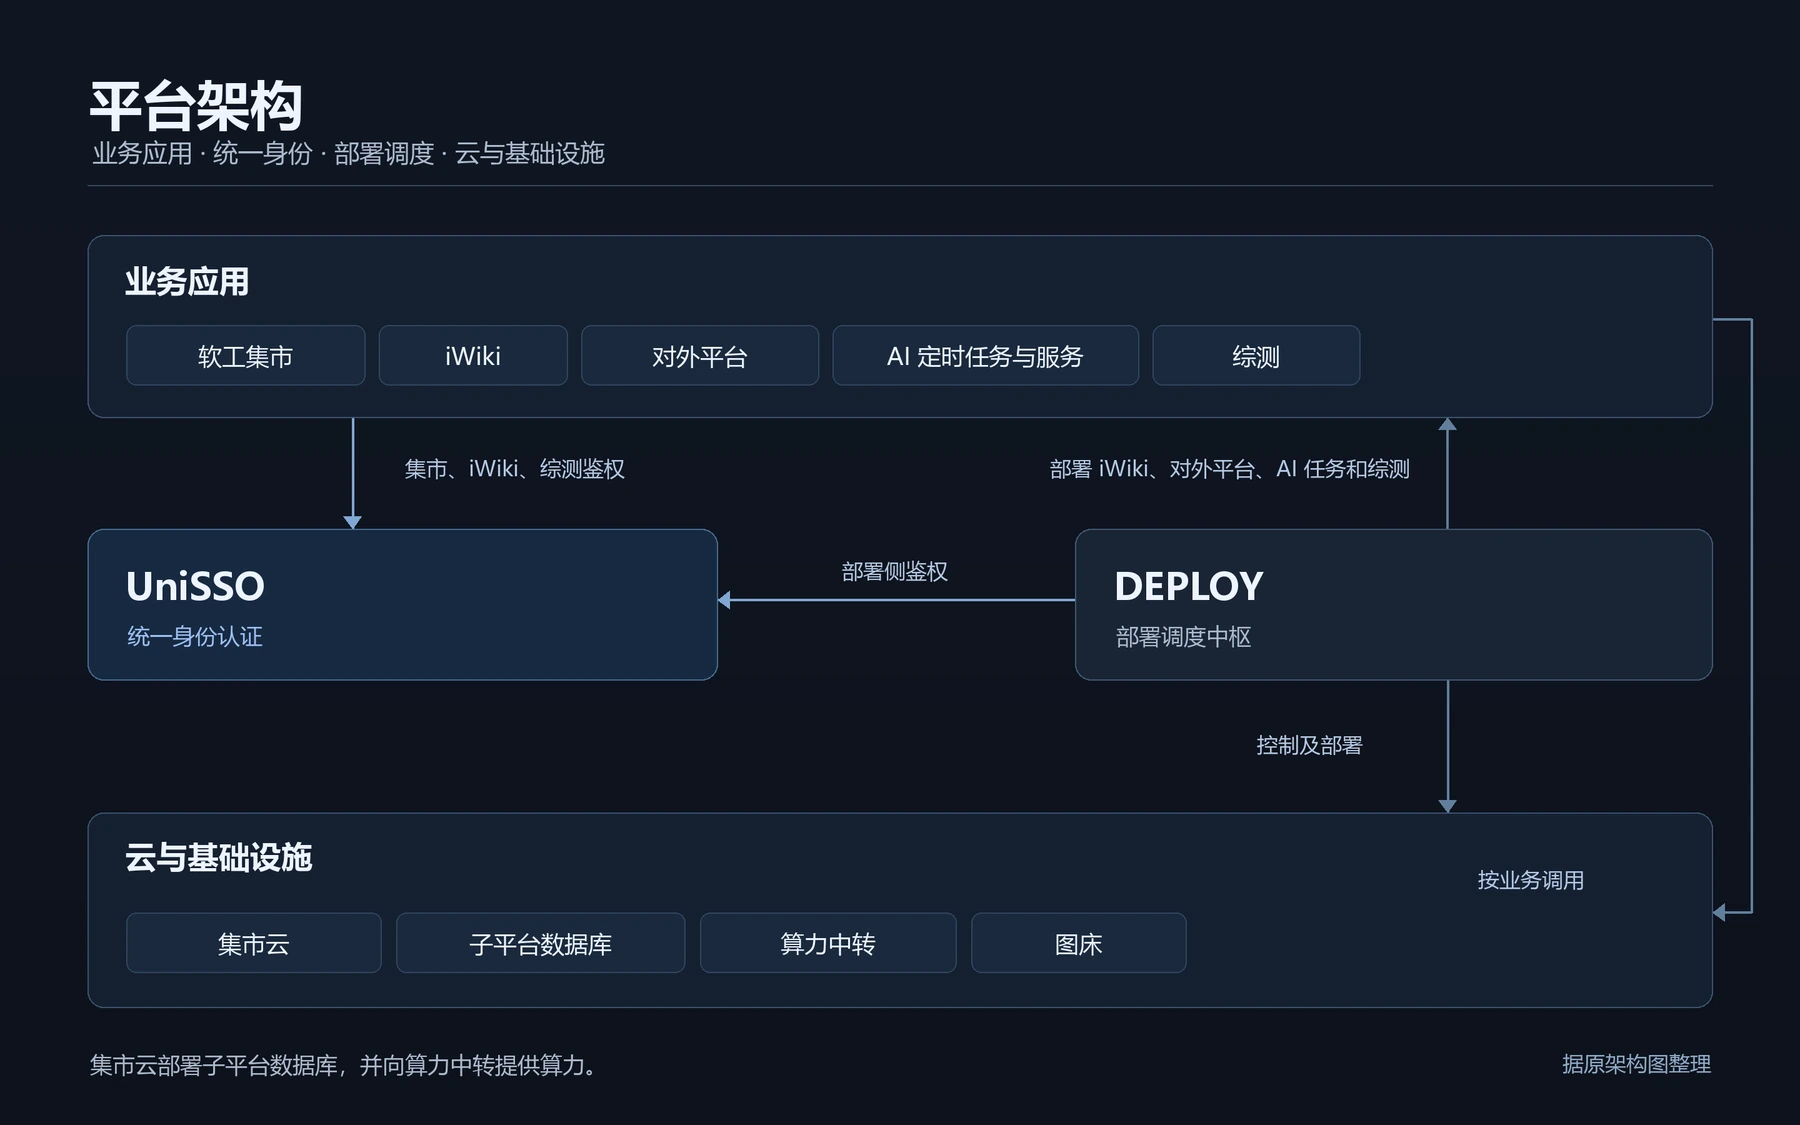 平台架构
业务应用 · 统一身份 · 部署调度 · 云与基础设施
业务应用
软工集市
iWiki
对外平台
AI 定时任务与服务
综测
集市、iWiki、综测鉴权
部署 iWiki、对外平台、AI 任务和综测
UniSSO
统一身份认证
部署侧鉴权
DEPLOY
部署调度中枢
控制及部署
云与基础设施
按业务调用
集市云
子平台数据库
算力中转
图床
集市云部署子平台数据库，并向算力中转提供算力。
据原架构图整理